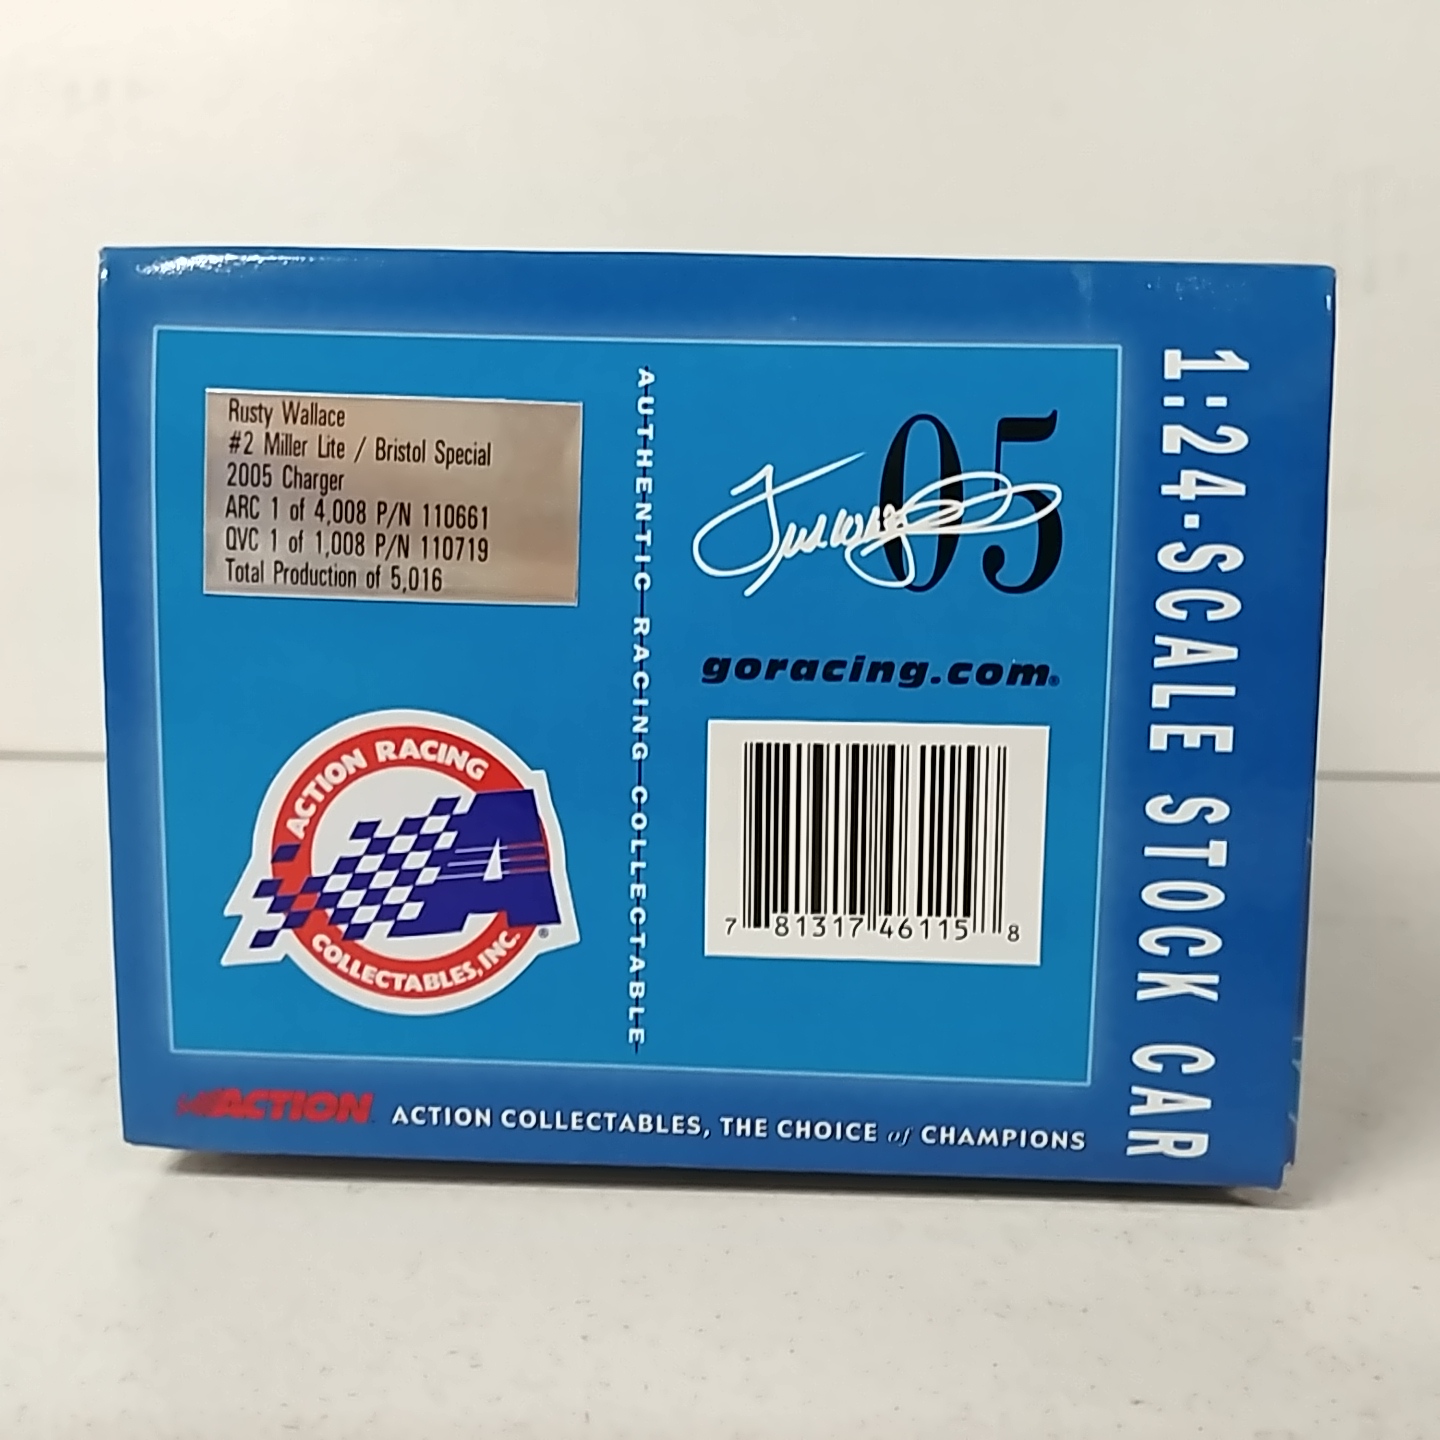 Rusty Wallace
#2 Miller Lite / Bristol Special
2005 Charger
ARC 1 of 4,008 P/N 110661
QVC 1 of 1,008 P/N 110719
Total Production of 5,016
ACTION RACING
A
COLLECTABLES, INC.®
AUTHENTIC RACING COLLECTABLE
05
goracing.com®
7 81317 46115 8
1:24-SCALE STOCK CAR
ACTION
ACTION COLLECTABLES, THE CHOICE of CHAMPIONS